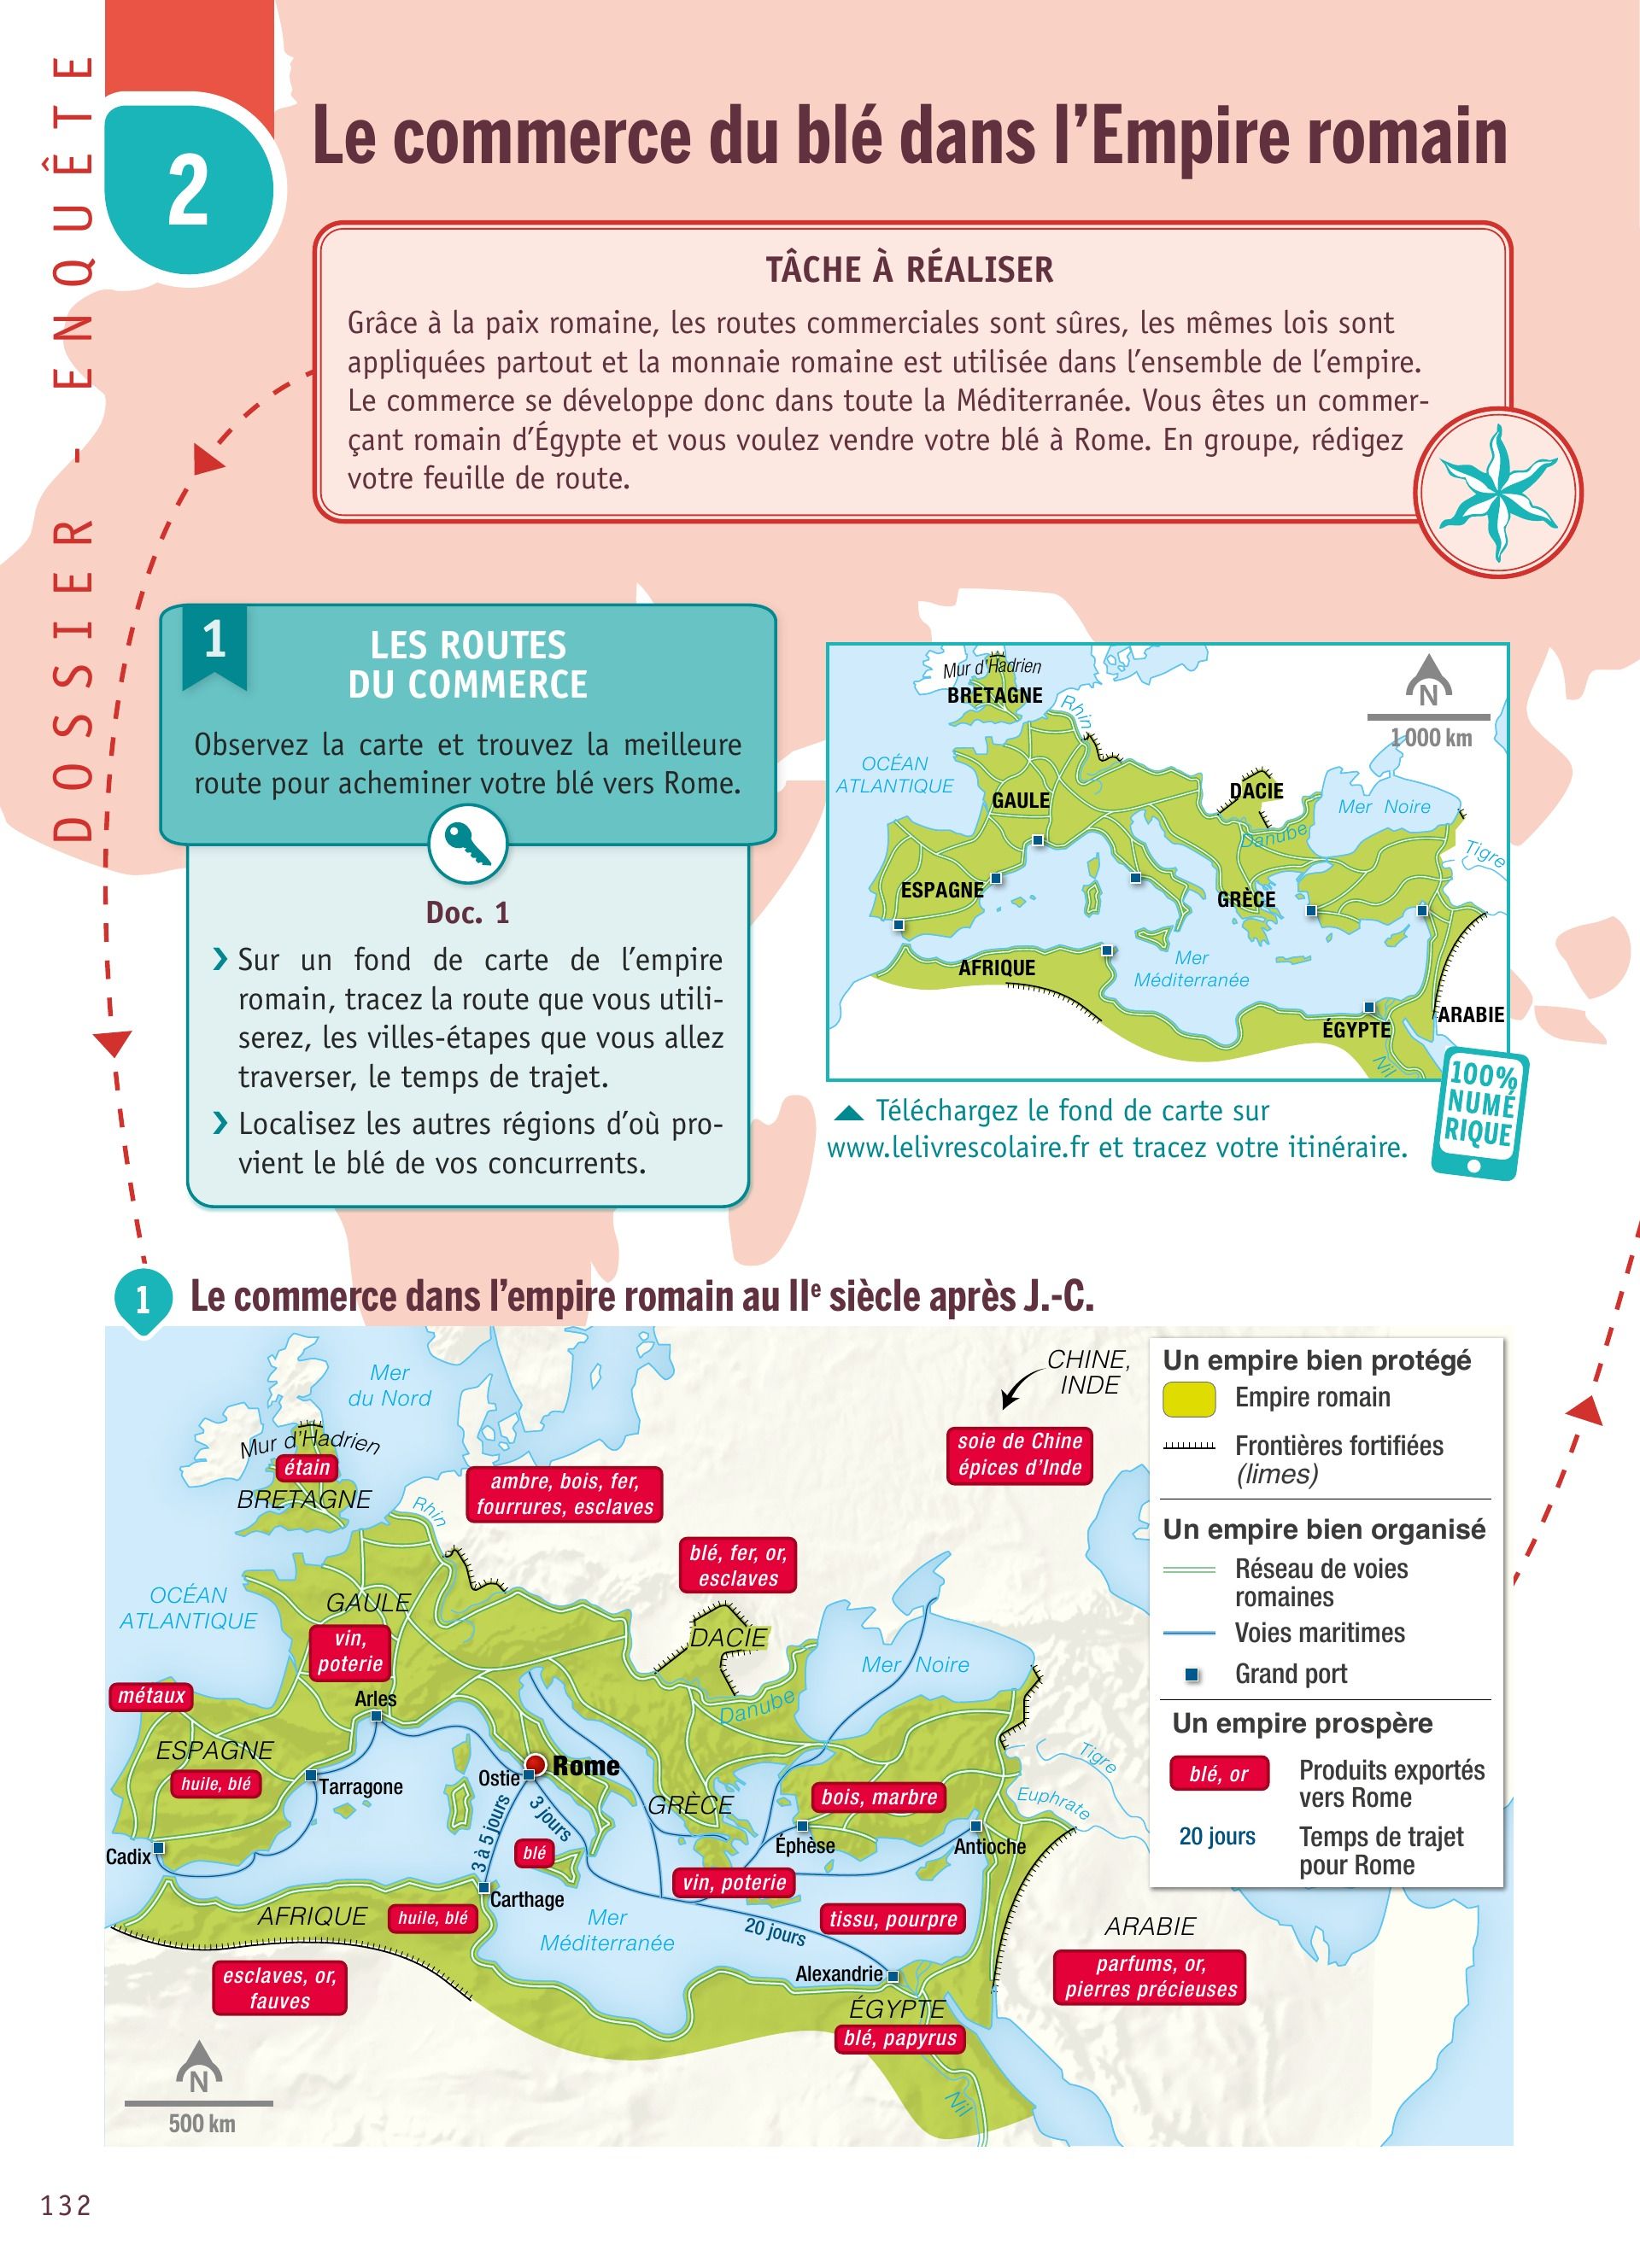 DOSSIER - ENQUÊTE
2
Le commerce du blé dans l'Empire romain
TÂCHE À RÉALISER
Grâce à la paix romaine, les routes commerciales sont sûres, les mêmes lois sont
appliquées partout et la monnaie romaine est utilisée dans l'ensemble de l'empire.
Le commerce se développe donc dans toute la Méditerranée. Vous êtes un commer-
çant romain d'Égypte et vous voulez vendre votre blé à Rome. En groupe, rédigez
votre feuille de route.
1
LES ROUTES
DU COMMERCE
Observez la carte et trouvez la meilleure
route pour acheminer votre blé vers Rome.
Doc. 1
› Sur un fond de carte de l'empire
romain, tracez la route que vous utili-
serez, les villes-étapes que vous allez
traverser, le temps de trajet.
› Localisez les autres régions d'où pro-
vient le blé de vos concurrents.
Mur d'Hadrien
BRETAGNE
Rhin
N
1 000 km
OCÉAN
ATLANTIQUE
GAULE
DACIE
Mer Noire
Danube
Tigre
ESPAGNE
GRÈCE
AFRIQUE
Mer
Méditerranée
ÉGYPTE
ARABIE
Nil
100%
NUMÉ
RIQUE
Téléchargez le fond de carte sur
www.lelivrescolaire.fr et tracez votre itinéraire.
1
Le commerce dans l'empire romain au IIe siècle après J.-C.
Mer
du Nord
CHINE,
INDE
soie de Chine
épices d'Inde
Mur d'Hadrien
étain
BRETAGNE
Rhin
ambre, bois, fer,
fourrures, esclaves
blé, fer, or,
esclaves
OCÉAN
ATLANTIQUE
GAULE
vin,
poterie
DACIE
Mer Noire
métaux
Arles
Danube
ESPAGNE
huile, blé
Tarragone
Ostie
Rome
Tigre
Euphrate
GRÈCE
bois, marbre
3 à 5 jours
3 jours
blé
Cadix
Éphèse
Antioche
vin, poterie
Carthage
AFRIQUE
huile, blé
Mer
Méditerranée
20 jours
tissu, pourpre
ARABIE
parfums, or,
pierres précieuses
esclaves, or,
fauves
Alexandrie
ÉGYPTE
blé, papyrus
Nil
N
500 km
Un empire bien protégé
Empire romain
Frontières fortifiées
(limes)
Un empire bien organisé
Réseau de voies
romaines
Voies maritimes
Grand port
Un empire prospère
blé, or
Produits exportés
vers Rome
20 jours
Temps de trajet
pour Rome
132